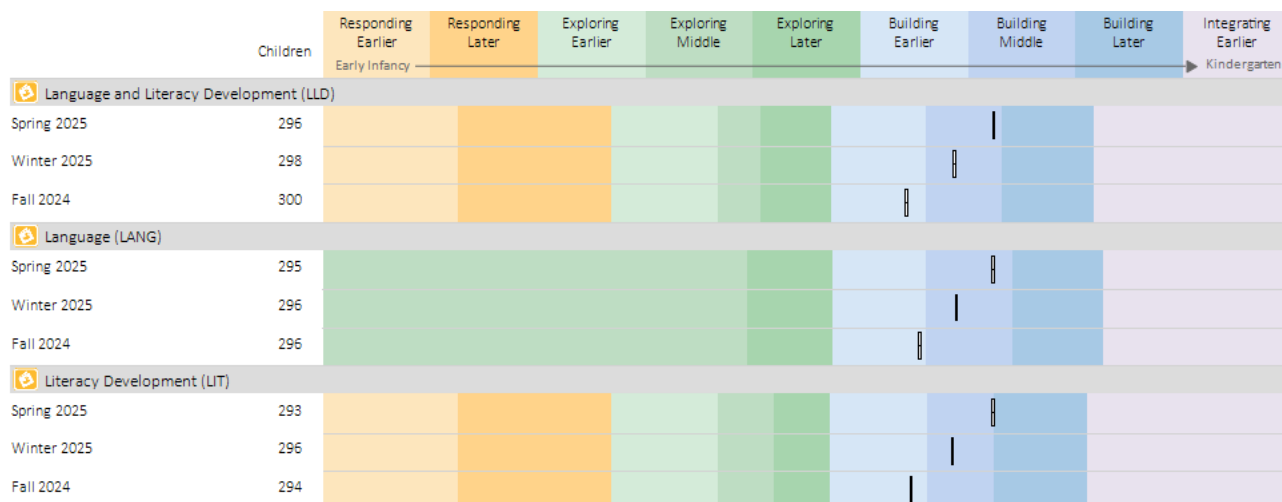 Children
Responding Earlier
Responding Later
Exploring Earlier
Exploring Middle
Exploring Later
Building Earlier
Building Middle
Building Later
Integrating Earlier
Early Infancy
Kindergarten
Language and Literacy Development (LLD)
Spring 2025 296
Winter 2025 298
Fall 2024 300
Language (LANG)
Spring 2025 295
Winter 2025 296
Fall 2024 296
Literacy Development (LIT)
Spring 2025 293
Winter 2025 296
Fall 2024 294